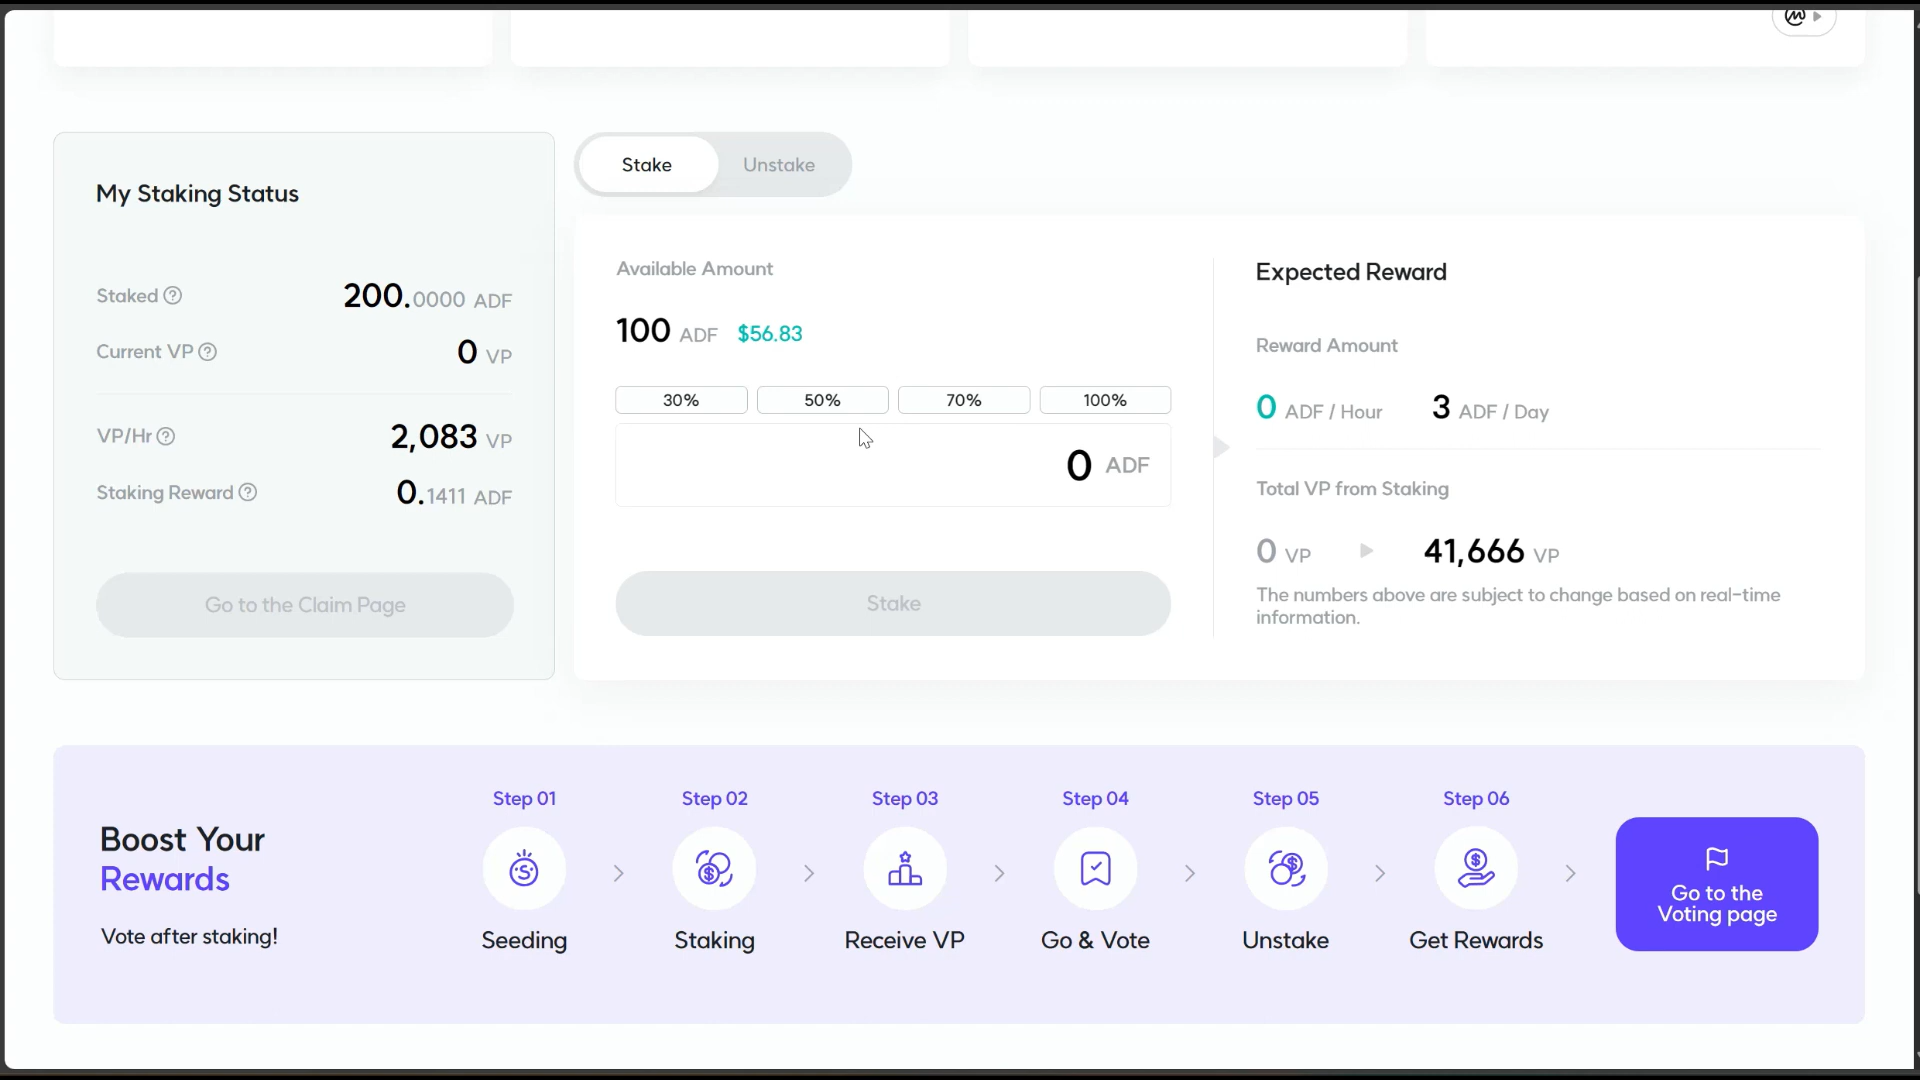 My Staking Status
Staked 200.0000 ADF
Current VP 0 VP
VP/Hr 2,083 VP
Staking Reward 0.1411 ADF
Go to the Claim Page
Stake Unstake
Available Amount
100 ADF $56.83
30% 50% 70% 100%
0 ADF
Stake
Expected Reward
Reward Amount
0 ADF / Hour 3 ADF / Day
Total VP from Staking
0 VP 41,666 VP
The numbers above are subject to change based on real-time
information.
Boost Your
Rewards
Vote after staking!
Step 01
Seeding
Step 02
Staking
Step 03
Receive VP
Step 04
Go & Vote
Step 05
Unstake
Step 06
Get Rewards
Go to the
Voting page